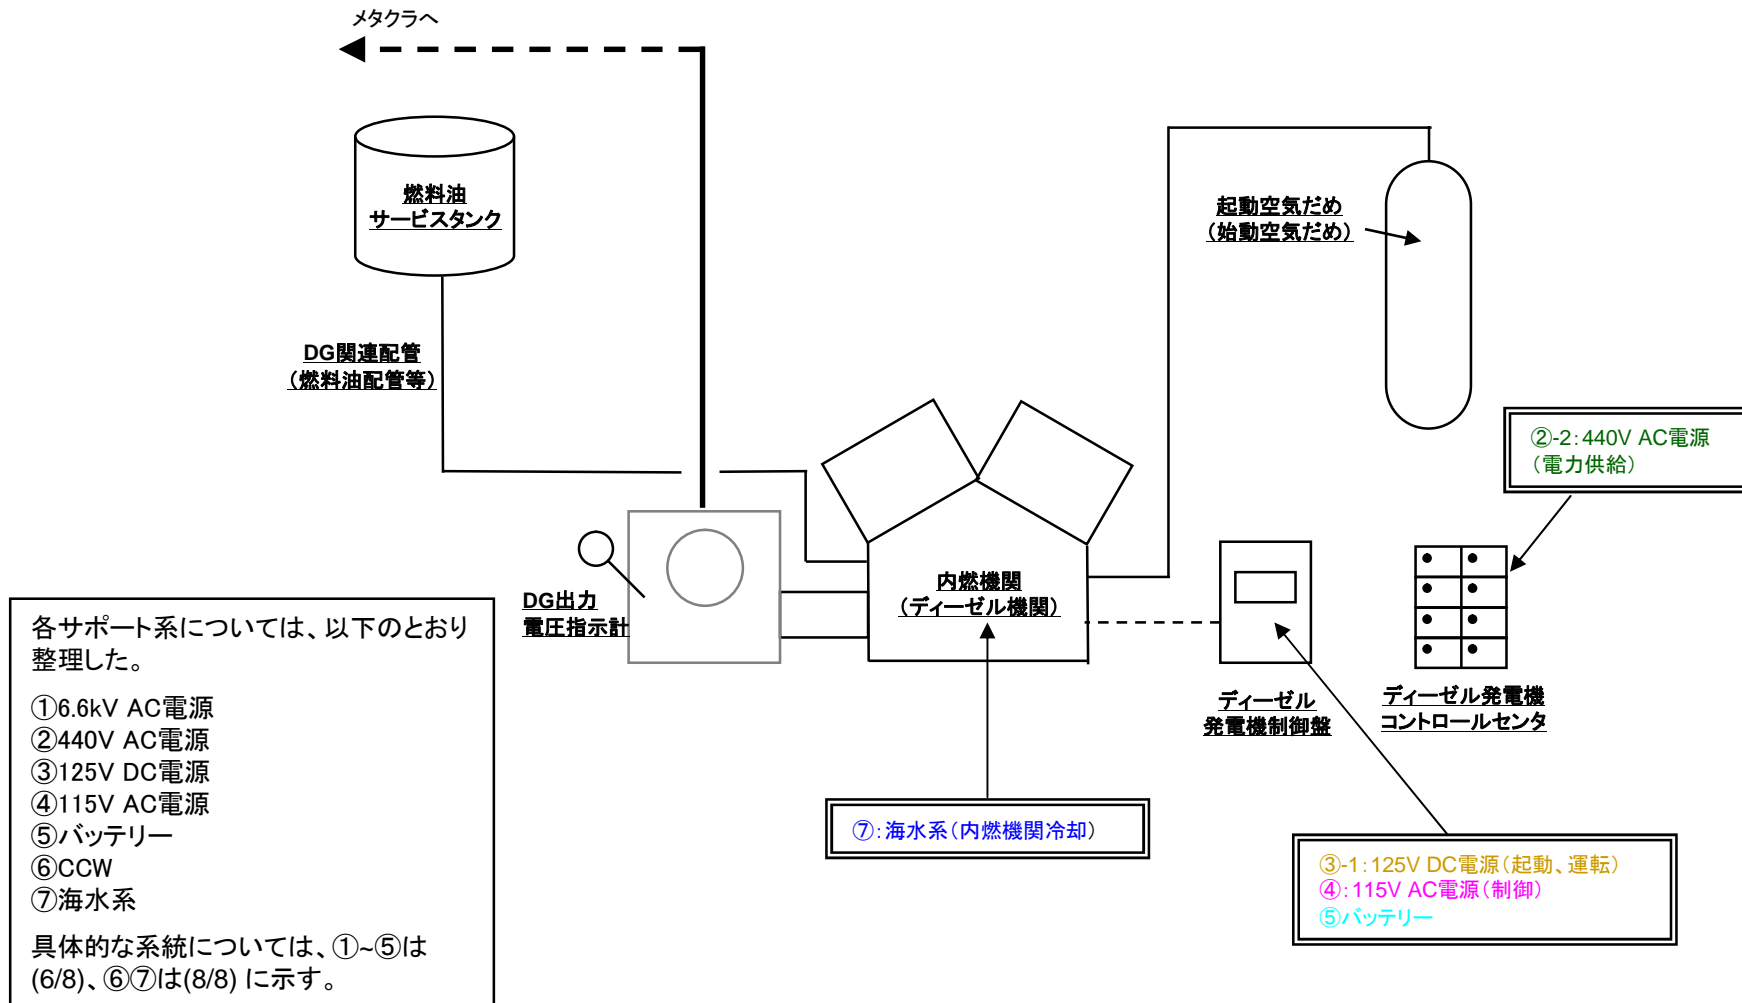 メタクラへ
燃料油
サービスタンク
起動空気だめ
(始動空気だめ)
DG関連配管
(燃料油配管等)
②-2:440V AC電源
(電力供給)
内燃機関
(ディーゼル機関)
DG出力
電圧指示計
ディーゼル
発電機制御盤
ディーゼル発電機
コントロールセンタ
各サポート系については、以下のとおり
整理した。
①6.6kV AC電源
②440V AC電源
③125V DC電源
④115V AC電源
⑤バッテリー
⑥CCW
⑦海水系
具体的な系統については、①~⑤は
(6/8)、⑥⑦は(8/8) に示す。
⑦:海水系(内燃機関冷却)
③-1:125V DC電源(起動、運転)
④:115V AC電源(制御)
⑤バッテリー